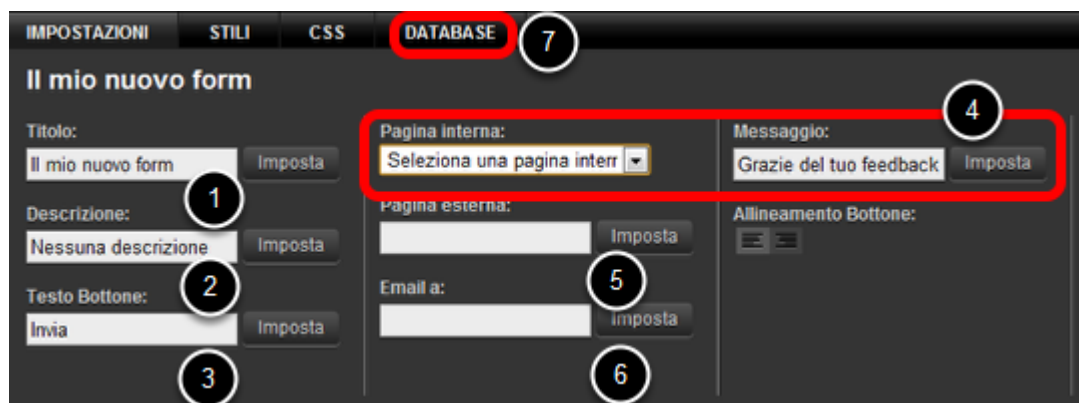 IMPOSTAZIONI STILI CSS DATABASE 7
Il mio nuovo form
4
Titolo: Pagina interna: Messaggio:
Il mio nuovo form Imposta Seleziona una pagina interr Grazie del tuo feedback Imposta
1
Descrizione: Pagina esterna: Allineamento Bottone:
Nessuna descrizione Imposta Imposta
2 5
Testo Bottone: Email a:
Invia Imposta Imposta
3 6